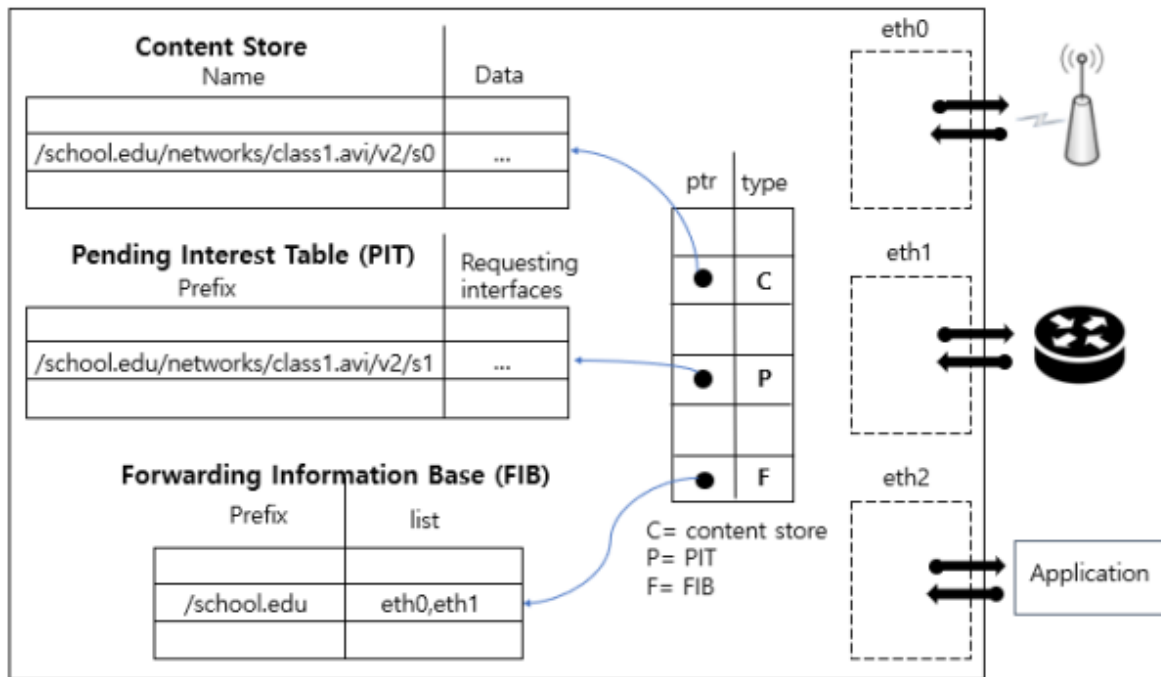 Content Store
Name Data
/school.edu/networks/class1.avi/v2/s0 ...
Pending Interest Table (PIT)
Prefix
Requesting
interfaces
/school.edu/networks/class1.avi/v2/s1 ...
Forwarding Information Base (FIB)
Prefix list
/school.edu eth0,eth1
ptr type
C
P
F
C= content store
P= PIT
F= FIB
eth0
eth1
eth2
Application